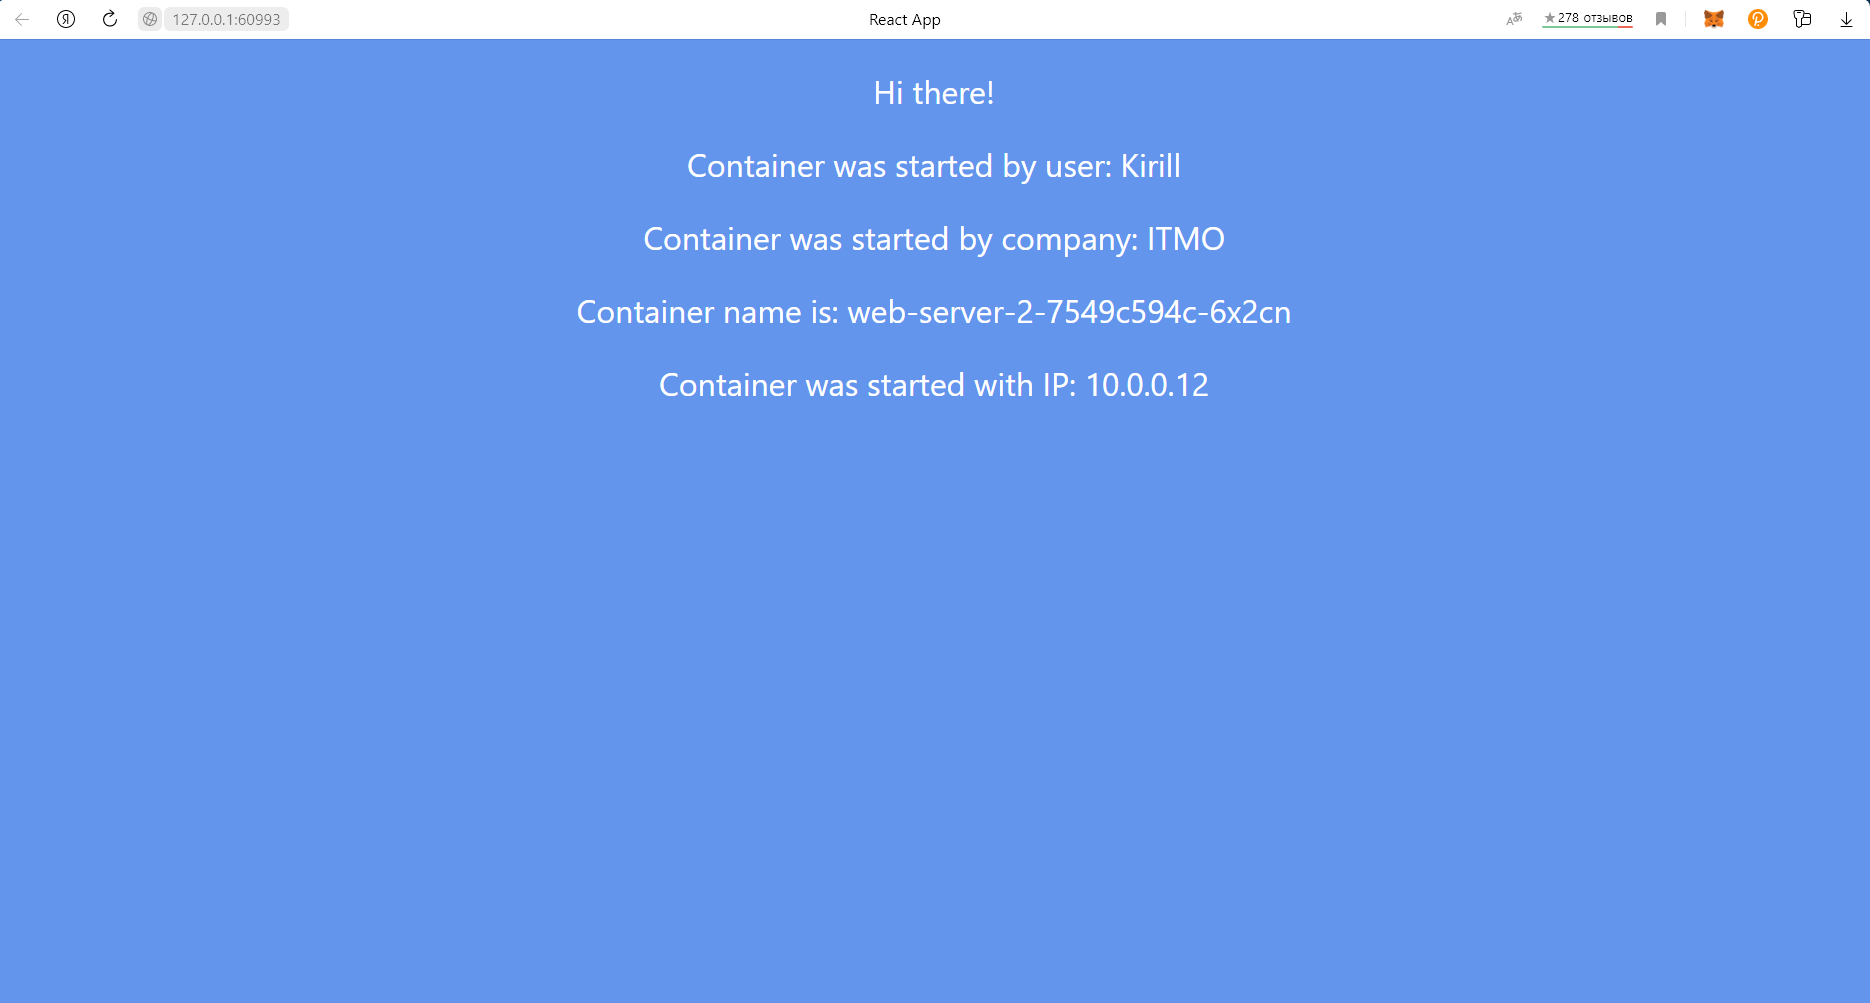 127.0.0.1:60993
React App
278 отзывов
Hi there!
Container was started by user: Kirill
Container was started by company: ITMO
Container name is: web-server-2-7549c594c-6x2cn
Container was started with IP: 10.0.0.12